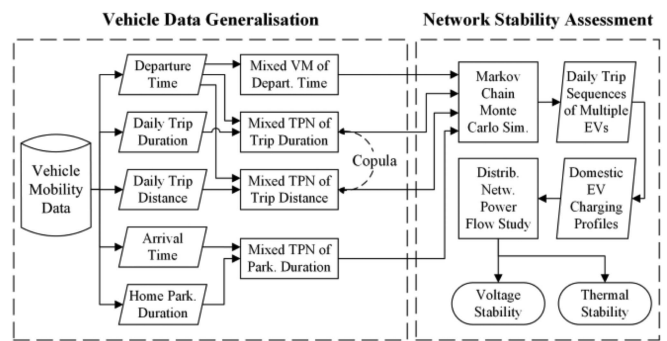 Vehicle Data Generalisation
Vehicle
Mobility
Data
Departure
Time
Daily Trip
Duration
Daily Trip
Distance
Arrival
Time
Home Park.
Duration
Mixed VM of
Depart. Time
Mixed TPN of
Trip Duration
Copula
Mixed TPN of
Trip Distance
Mixed TPN of
Park. Duration
Network Stability Assessment
Markov
Chain
Monte
Carlo Sim.
Daily Trip
Sequences
of Multiple
EVs
Distrib.
Netw.
Power
Flow Study
Domestic
EV
Charging
Profiles
Voltage
Stability
Thermal
Stability